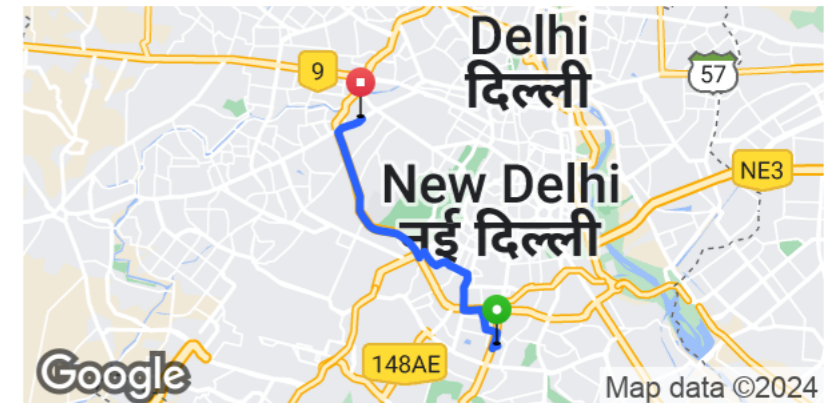 Delhi
दिल्ली
9
57
New Delhi
नई दिल्ली
NE3
148AE
Google
Map data ©2024